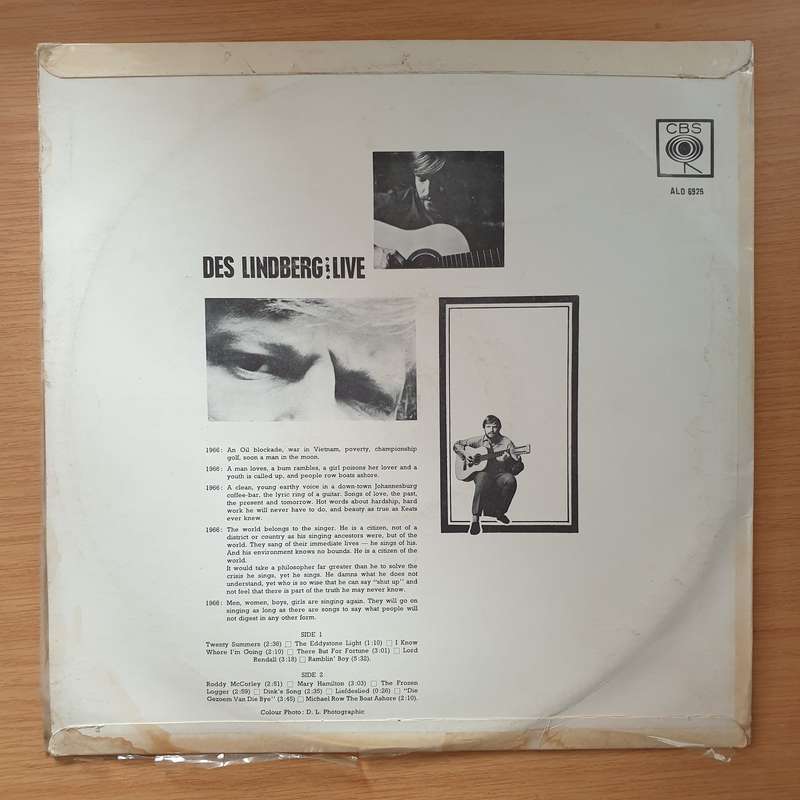 CBS
ALD 6925
DES LINDBERG:LIVE
1966: An Oil blockade, war in Vietnam, poverty, championship
golf, soon a man in the moon.
1966: A man loves, a bum rambles, a girl poisons her lover and a
youth is called up, and people row boats ashore.
1966: A clean, young earthy voice in a down-town Johannesburg
coffee-bar, the lyric ring of a guitar. Songs of love, the past,
the present and tomorrow. Hot words about hardship, hard
work he will never have to do, and beauty as true as Keats
ever knew.
1966: The world belongs to the singer. He is a citizen, not of a
district or country as his singing ancestors were, but of the
world. They sang of their immediate lives — he sings of his.
And his environment knows no bounds. He is a citizen of the
world.
It would take a philosopher far greater than he to solve the
crisis he sings, yet he sings. He damns what he does not
understand, yet who is so wise that he can say "shut up" and
not feel that there is part of the truth he may never know.
1966: Men, women, boys, girls are singing again. They will go on
singing as long as there are songs to say what people will
not digest in any other form.
SIDE 1
Twenty Summers (2:36) □ The Eddystone Light (1:10) □ I Know
Where I'm Going (2:10) □ There But For Fortune (3:01) □ Lord
Rendall (3:18) □ Ramblin' Boy (5:32).
SIDE 2
Roddy McCorley (2:51) □ Mary Hamilton (3:03) □ The Frozen
Logger (2:59) □ Dink's Song (2:35) □ Liefdeslied (0:26) □ "Die
Gezoem Van Die Bye" (3:45) □ Michael Row The Boat Ashore (2:10).
Colour Photo: D. L. Photographic